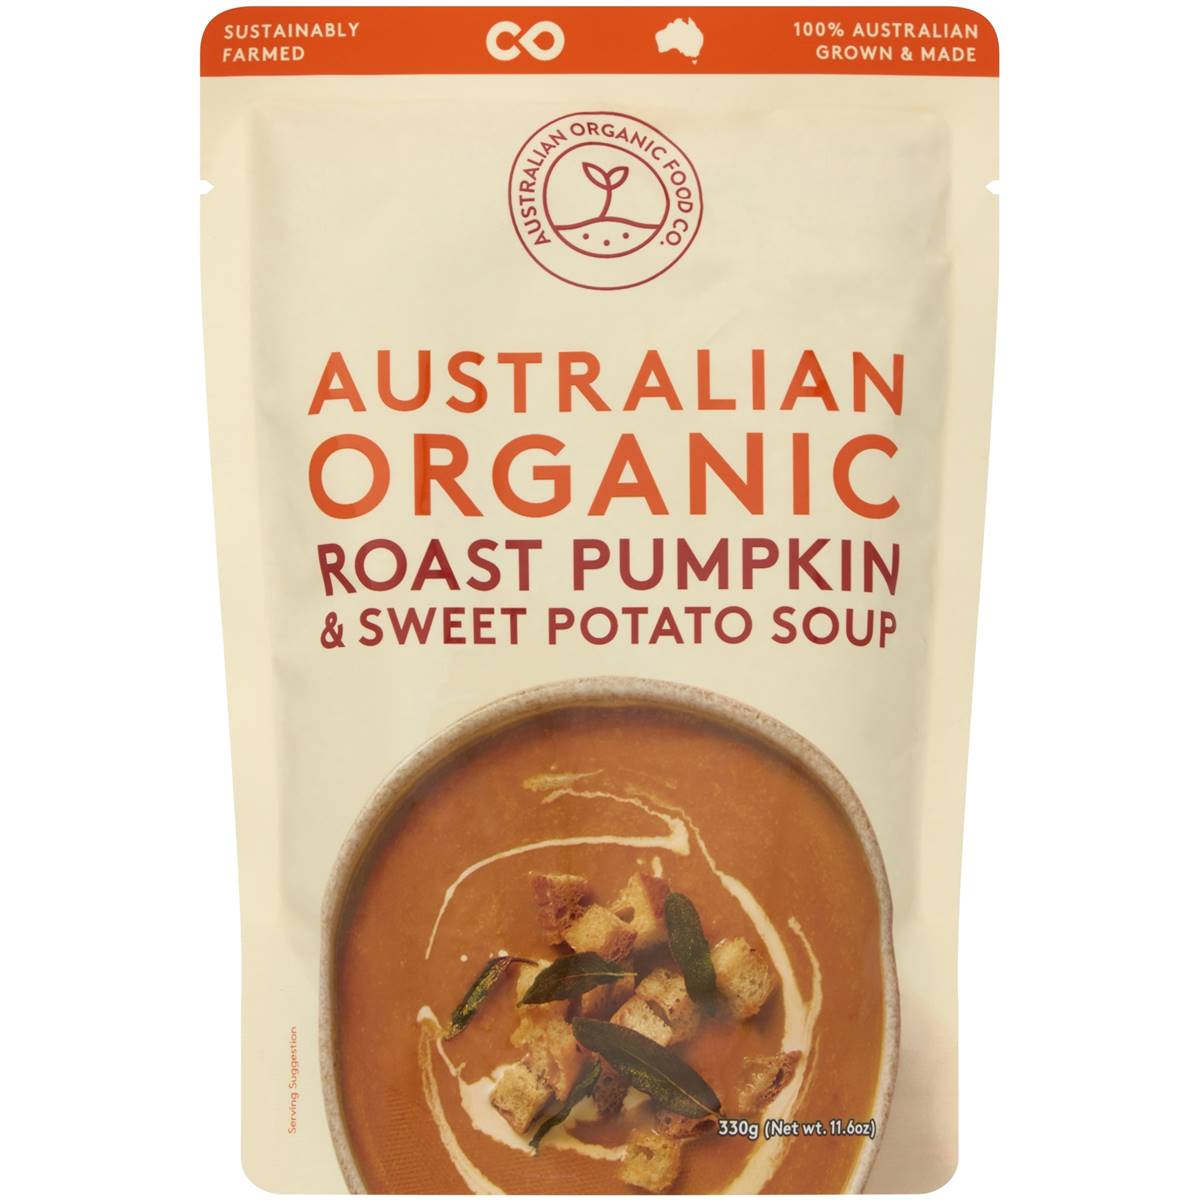 SUSTAINABLY
FARMED
CO
100% AUSTRALIAN
GROWN & MADE
AUSTRALIAN ORGANIC FOOD CO.
AUSTRALIAN
ORGANIC
ROAST PUMPKIN
& SWEET POTATO SOUP
Serving Suggestion
330g (Net wt. 11.6oz)